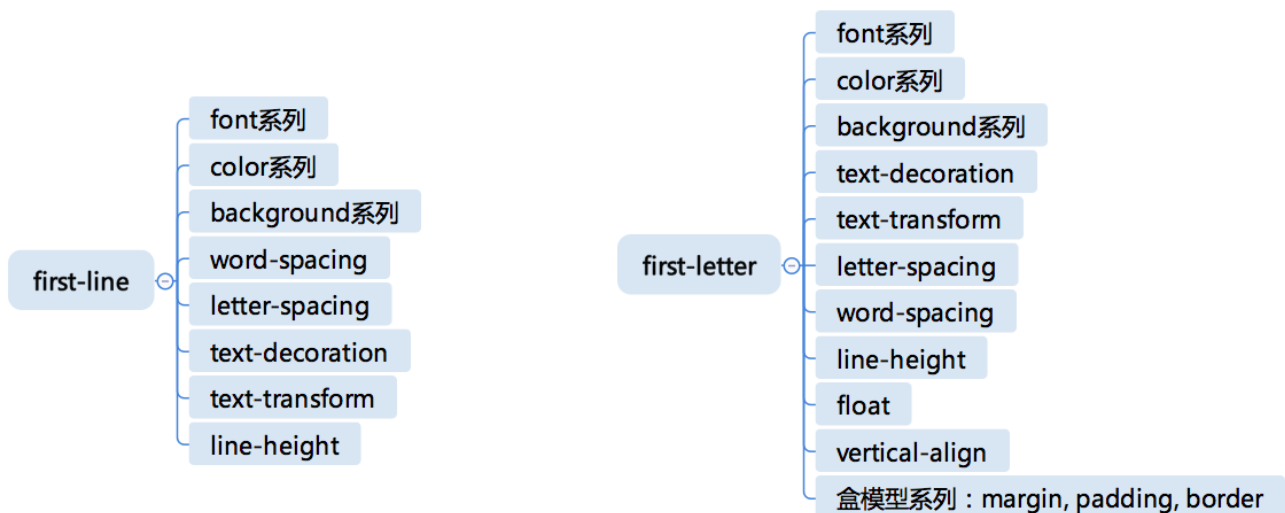 first-line
font系列
color系列
background系列
word-spacing
letter-spacing
text-decoration
text-transform
line-height
first-letter
font系列
color系列
background系列
text-decoration
text-transform
letter-spacing
word-spacing
line-height
float
vertical-align
盒模型系列：margin, padding, border